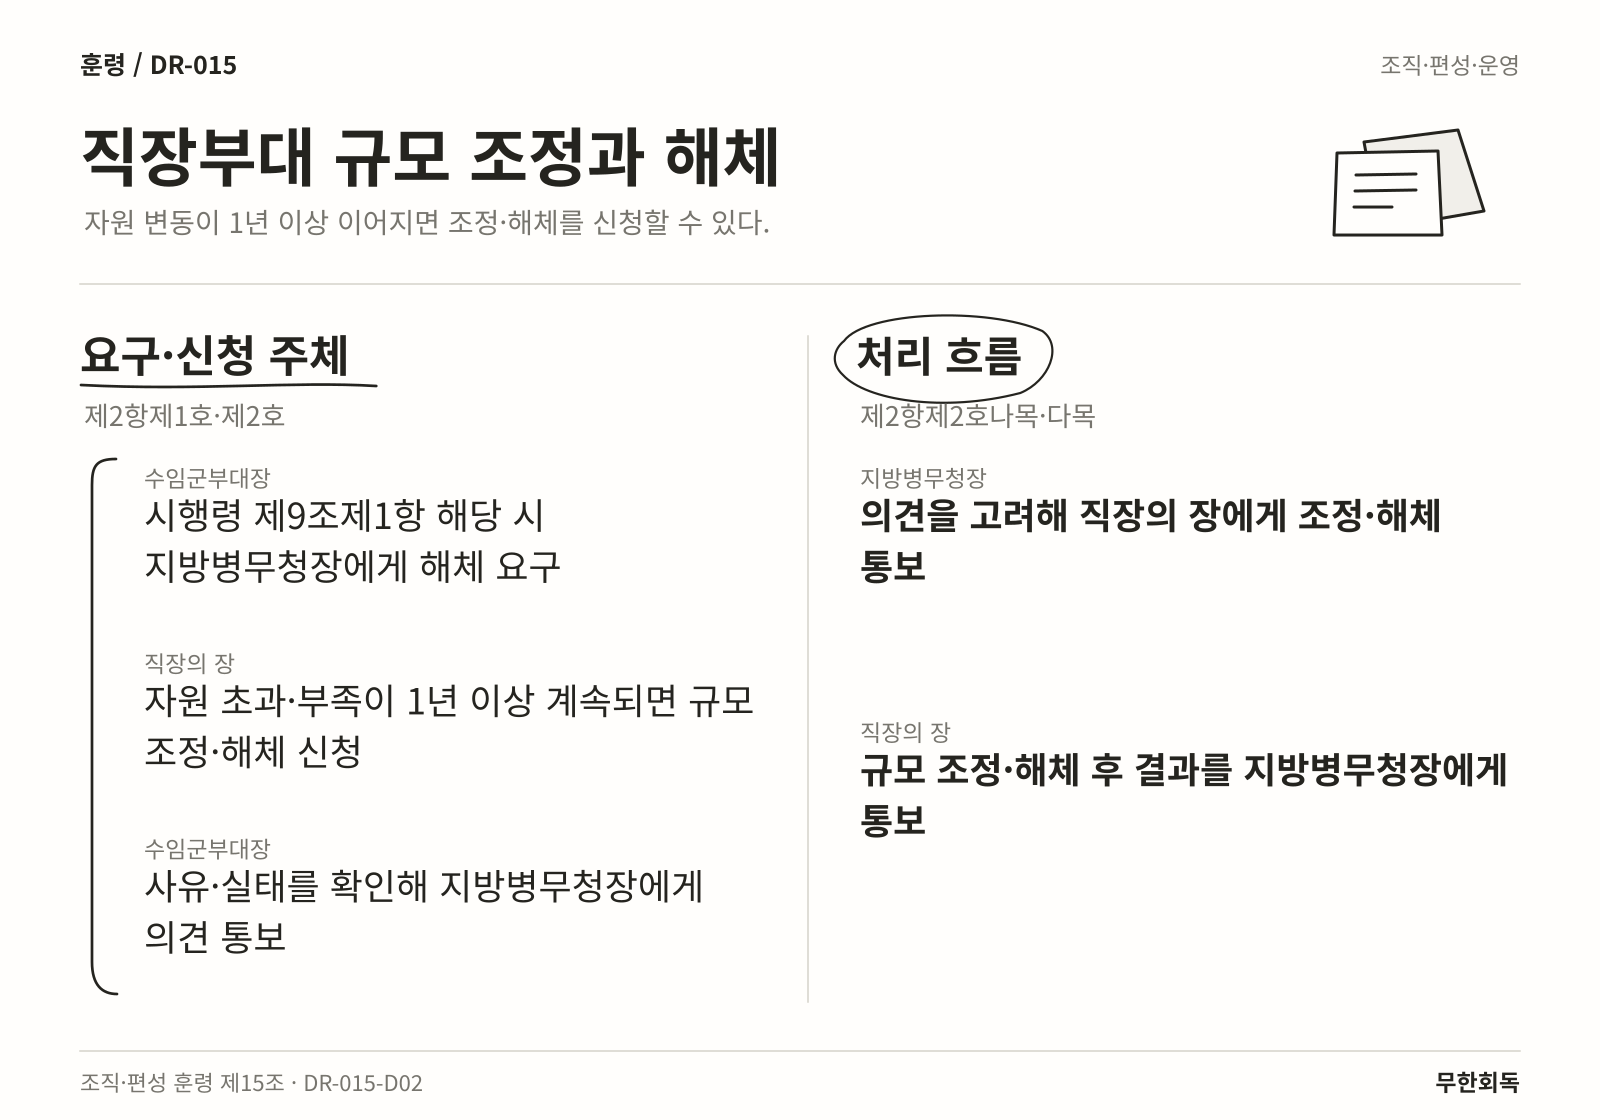 훈령 / DR-015
조직·편성·운영
직장부대 규모 조정과 해체
자원 변동이 1년 이상 이어지면 조정·해체를 신청할 수 있다.
요구·신청 주체
제2항제1호·제2호
수임군부대장
시행령 제9조제1항 해당 시
지방병무청장에게 해체 요구
직장의 장
자원 초과·부족이 1년 이상 계속되면 규모
조정·해체 신청
수임군부대장
사유·실태를 확인해 지방병무청장에게
의견 통보
처리 흐름
제2항제2호나목·다목
지방병무청장
의견을 고려해 직장의 장에게 조정·해체
통보
직장의 장
규모 조정·해체 후 결과를 지방병무청장에게
통보
조직·편성 훈령 제15조 · DR-015-D02
무한회독